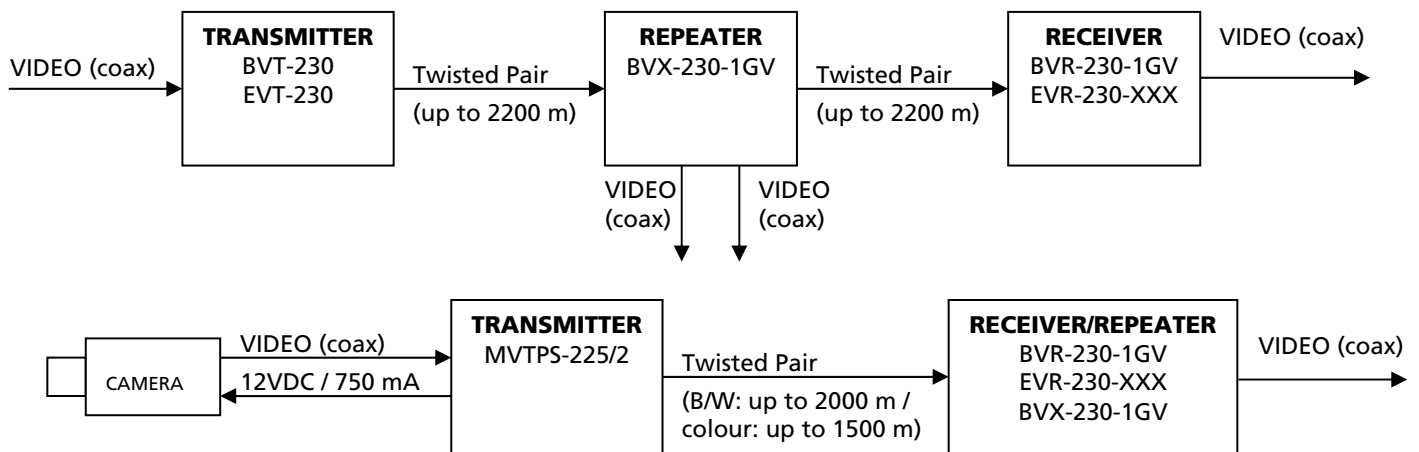 VIDEO (coax)
TRANSMITTER
BVT-230
EVT-230
Twisted Pair
(up to 2200 m)
REPEATER
BVX-230-1GV
Twisted Pair
(up to 2200 m)
RECEIVER
BVR-230-1GV
EVR-230-XXX
VIDEO (coax)
VIDEO
(coax)
VIDEO
(coax)
CAMERA
VIDEO (coax)
12VDC / 750 mA
TRANSMITTER
MVTPS-225/2
Twisted Pair
(B/W: up to 2000 m /
colour: up to 1500 m)
RECEIVER/REPEATER
BVR-230-1GV
EVR-230-XXX
BVX-230-1GV
VIDEO (coax)